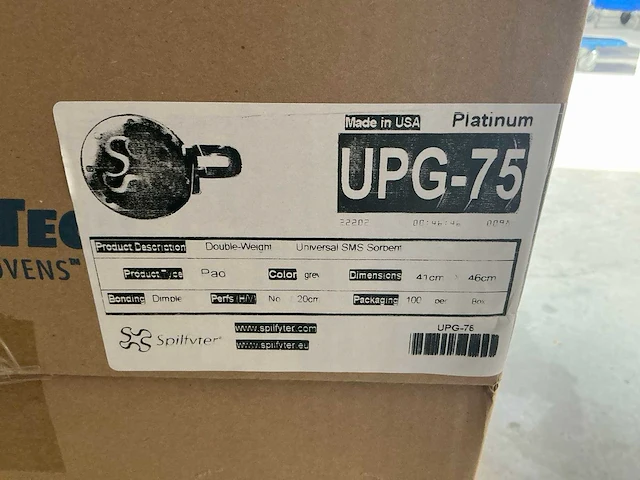 Made in USA Platinum
UPG-75
TEC
OVENS™
Product Description Double-Weight Universal SMS Sorbent
Product Type Pad Color grey Dimensions 41cm x 46cm
Bonding Dimple Perfs (H/V) No 20cm Packaging 100 per Box
Spilfyter®
www.spilfyter.com
www.spilfyter.eu
UPG-75